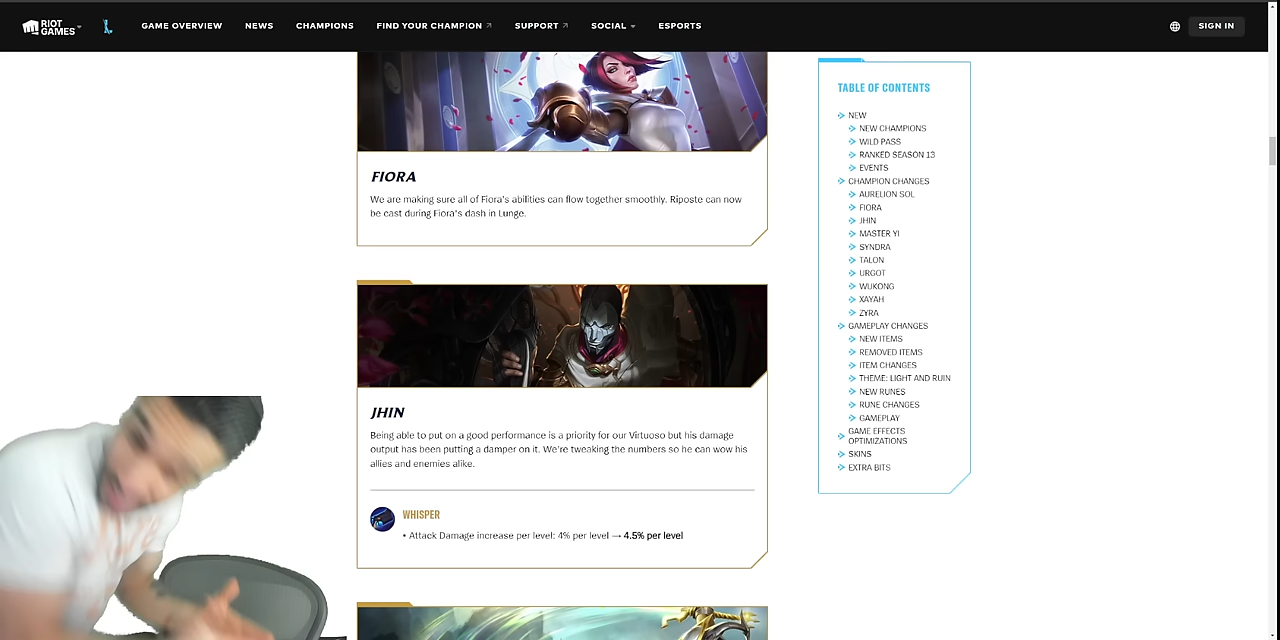 RIOT GAMES
GAME OVERVIEW
NEWS
CHAMPIONS
FIND YOUR CHAMPION
SUPPORT
SOCIAL
ESPORTS
SIGN IN
FIORA
We are making sure all of Fiora's abilities can flow together smoothly. Riposte can now
be cast during Fiora's dash in Lunge.
JHIN
Being able to put on a good performance is a priority for our Virtuoso but his damage
output has been putting a damper on it. We're tweaking the numbers so he can wow his
allies and enemies alike.
WHISPER
• Attack Damage increase per level: 4% per level → 4.5% per level
TABLE OF CONTENTS
NEW
NEW CHAMPIONS
WILD PASS
RANKED SEASON 13
EVENTS
CHAMPION CHANGES
AURELION SOL
FIORA
JHIN
MASTER YI
SYNDRA
TALON
URGOT
WUKONG
XAYAH
ZYRA
GAMEPLAY CHANGES
NEW ITEMS
REMOVED ITEMS
ITEM CHANGES
THEME: LIGHT AND RUIN
NEW RUNES
RUNE CHANGES
GAMEPLAY
GAME EFFECTS
OPTIMIZATIONS
SKINS
EXTRA BITS